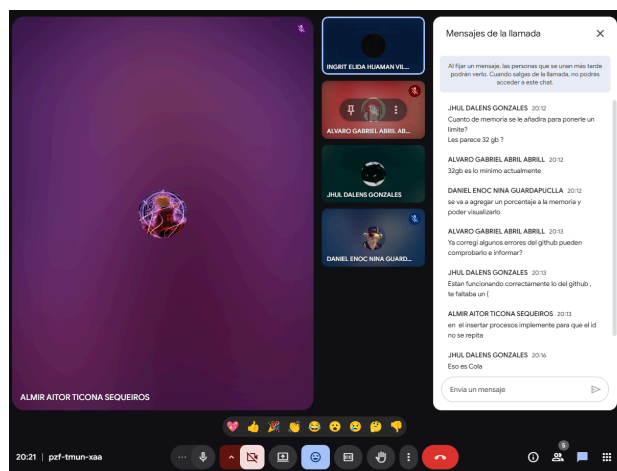 INGRIT ELIDA HUAMAN VIL...
ALVARO GABRIEL ABRIL AB...
JHUL DALENS GONZALES
DANIEL ENOC NINA GUARD...
ALMIR AITOR TICONA SEQUEIROS
Mensajes de la llamada
Al fijar un mensaje, las personas que se unan más tarde
podrán verlo. Cuando salgas de la llamada, no podrás
acceder a este chat.
JHUL DALENS GONZALES 20:12
Cuanto de memoria se le añadira para ponerle un
limite?
Les parece 32 gb ?
ALVARO GABRIEL ABRIL ABRILL 20:12
32gb es lo minimo actualmente
DANIEL ENOC NINA GUARDAPUCLLA 20:12
se va a agregar un porcentaje a la memoria y
poder visualizarlo
ALVARO GABRIEL ABRIL ABRILL 20:13
Ya corregi algunos errores del github pueden
comprobarlo e informar?
JHUL DALENS GONZALES 20:13
Estan funcionando correctamente lo del github ,
te faltaba un {
ALMIR AITOR TICONA SEQUEIROS 20:13
en el insertar procesos implemente para que el id
no se repita
JHUL DALENS GONZALES 20:16
Eso es Cola
Envía un mensaje
20:21 | pzf-tmun-xaa
5